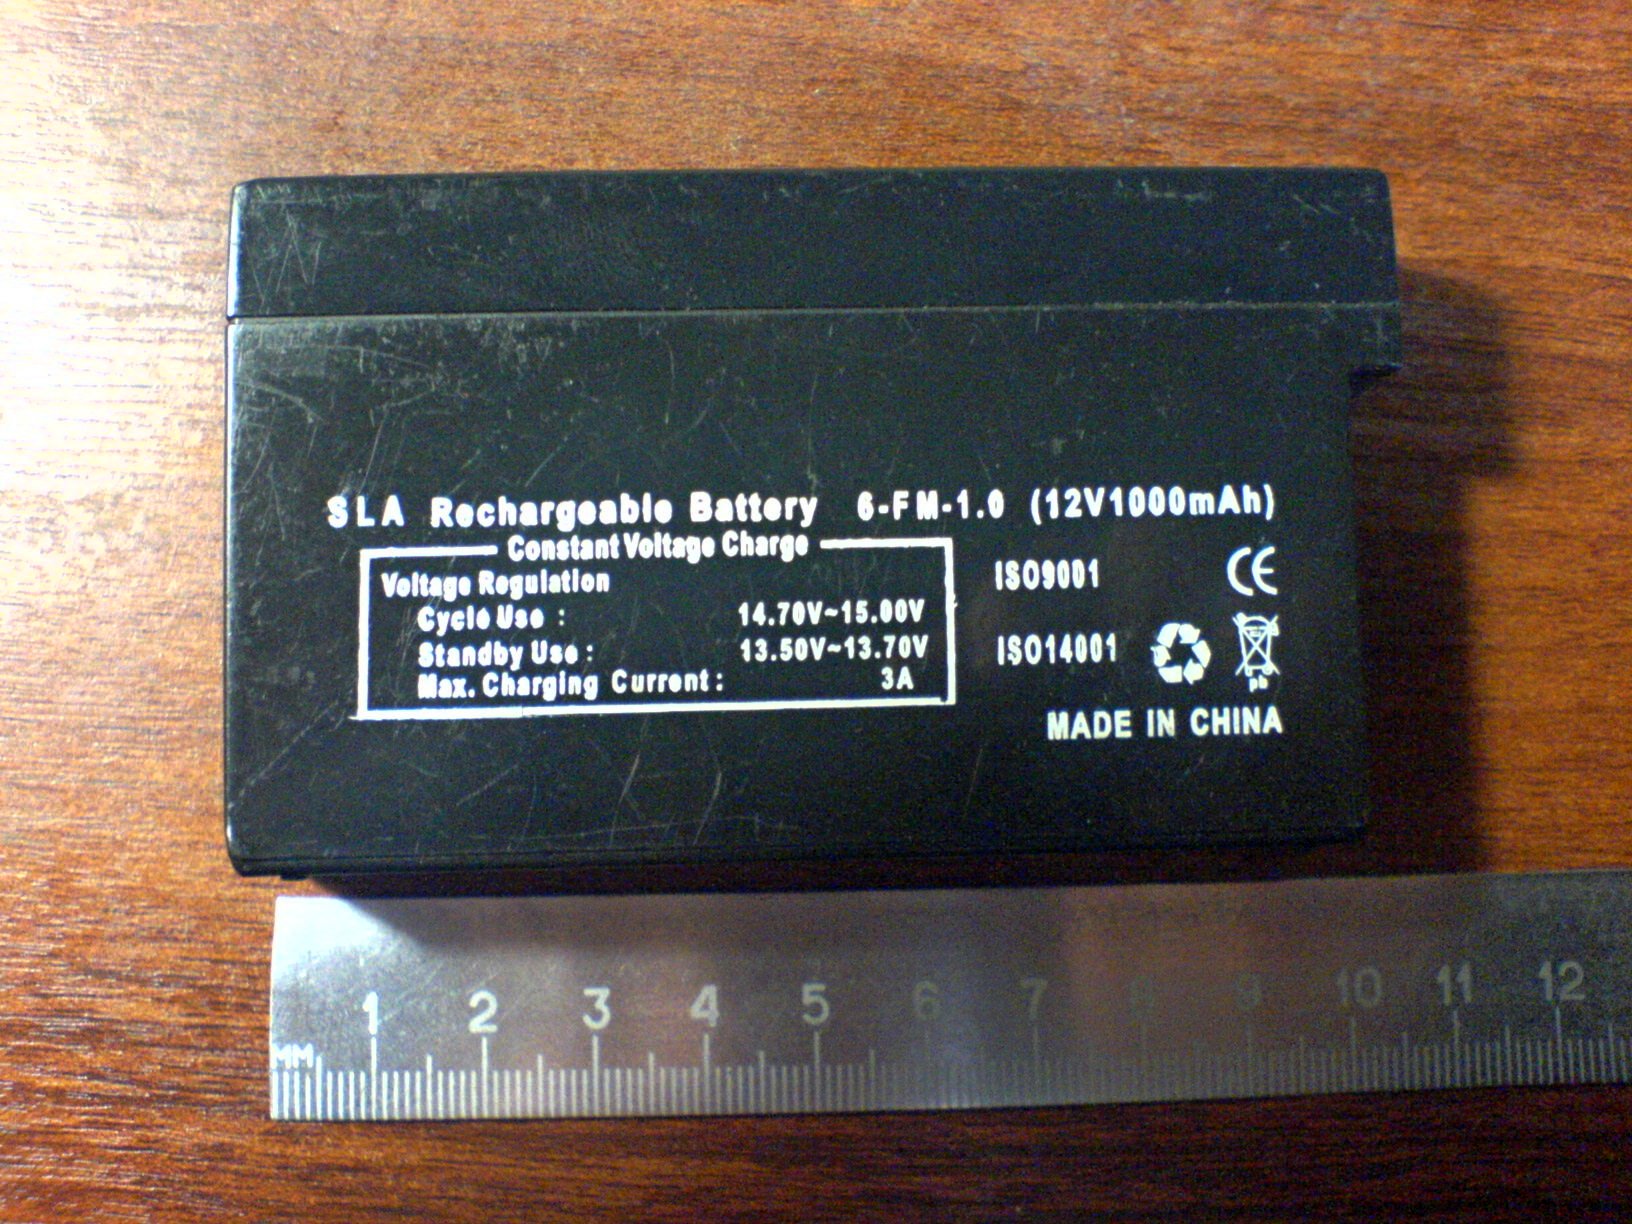 SLA Rechargeable Battery 6-FM-1.0 (12V1000mAh)
Constant Voltage Charge
Voltage Regulation
Cycle Use : 14.70V~15.00V
Standby Use : 13.50V~13.70V
Max. Charging Current : 3A
ISO9001 CE
ISO14001
pb
MADE IN CHINA
1 2 3 4 5 6 7 8 9 10 11 12
MM